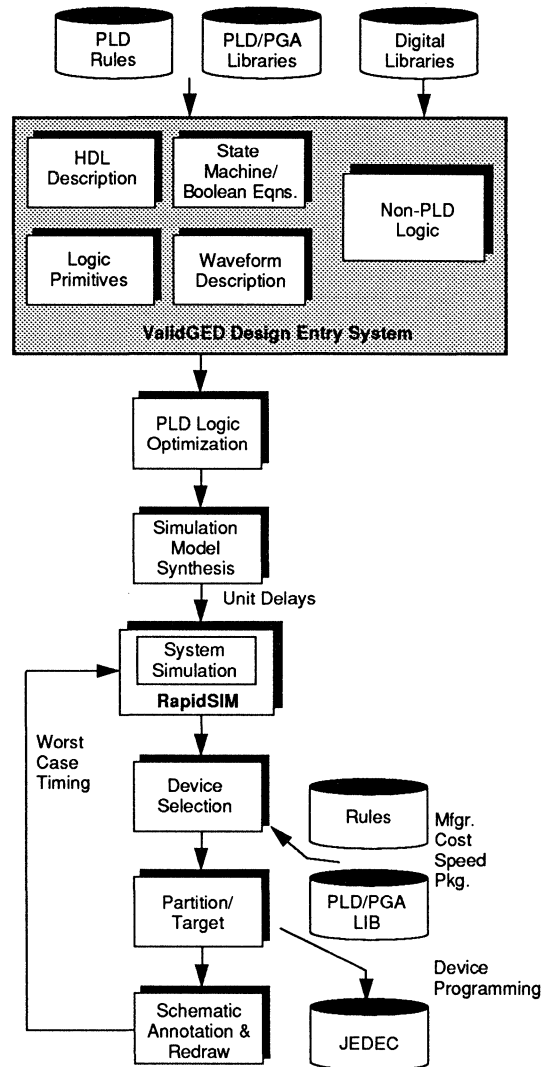 PLD
Rules
PLD/PGA
Libraries
Digital
Libraries
HDL
Description
State
Machine/
Boolean Eqns.
Non-PLD
Logic
Logic
Primitives
Waveform
Description
ValidGED Design Entry System
PLD Logic
Optimization
Simulation
Model
Synthesis
Unit Delays
System
Simulation
RapidSIM
Worst
Case
Timing
Device
Selection
Rules
Mfgr.
Cost
Speed
Pkg.
PLD/PGA
LIB
Partition/
Target
Device
Programming
Schematic
Annotation &
Redraw
JEDEC